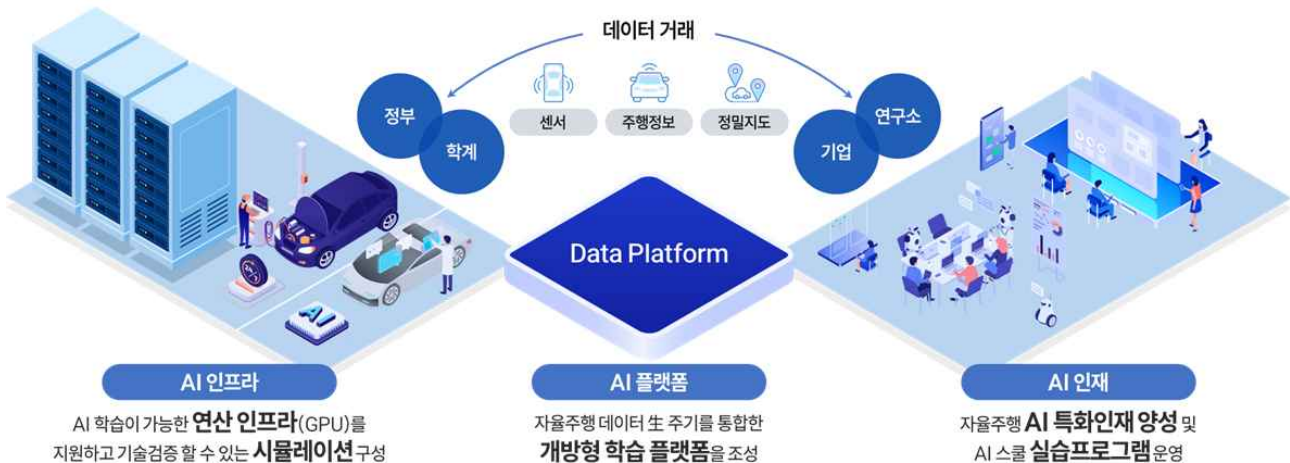 데이터 거래
정부
학계
센서
주행정보
정밀지도
연구소
기업
Data Platform
AI
AI 인프라
AI 학습이 가능한 연산 인프라(GPU)를
지원하고 기술검증 할 수 있는 시뮬레이션 구성
AI 플랫폼
자율주행 데이터 生 주기를 통합한
개방형 학습 플랫폼을 조성
AI 인재
자율주행 AI 특화인재 양성 및
AI 스쿨 실습프로그램 운영